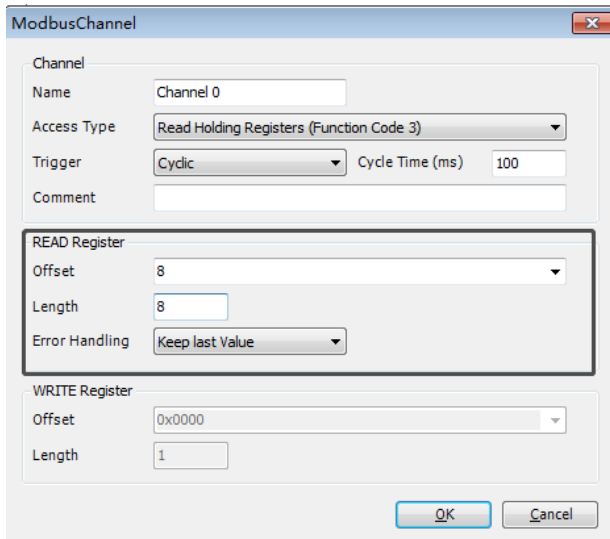 ModbusChannel
Channel
Name Channel 0
Access Type Read Holding Registers (Function Code 3)
Trigger Cyclic Cycle Time (ms) 100
Comment
READ Register
Offset 8
Length 8
Error Handling Keep last Value
WRITE Register
Offset 0x0000
Length 1
OK Cancel